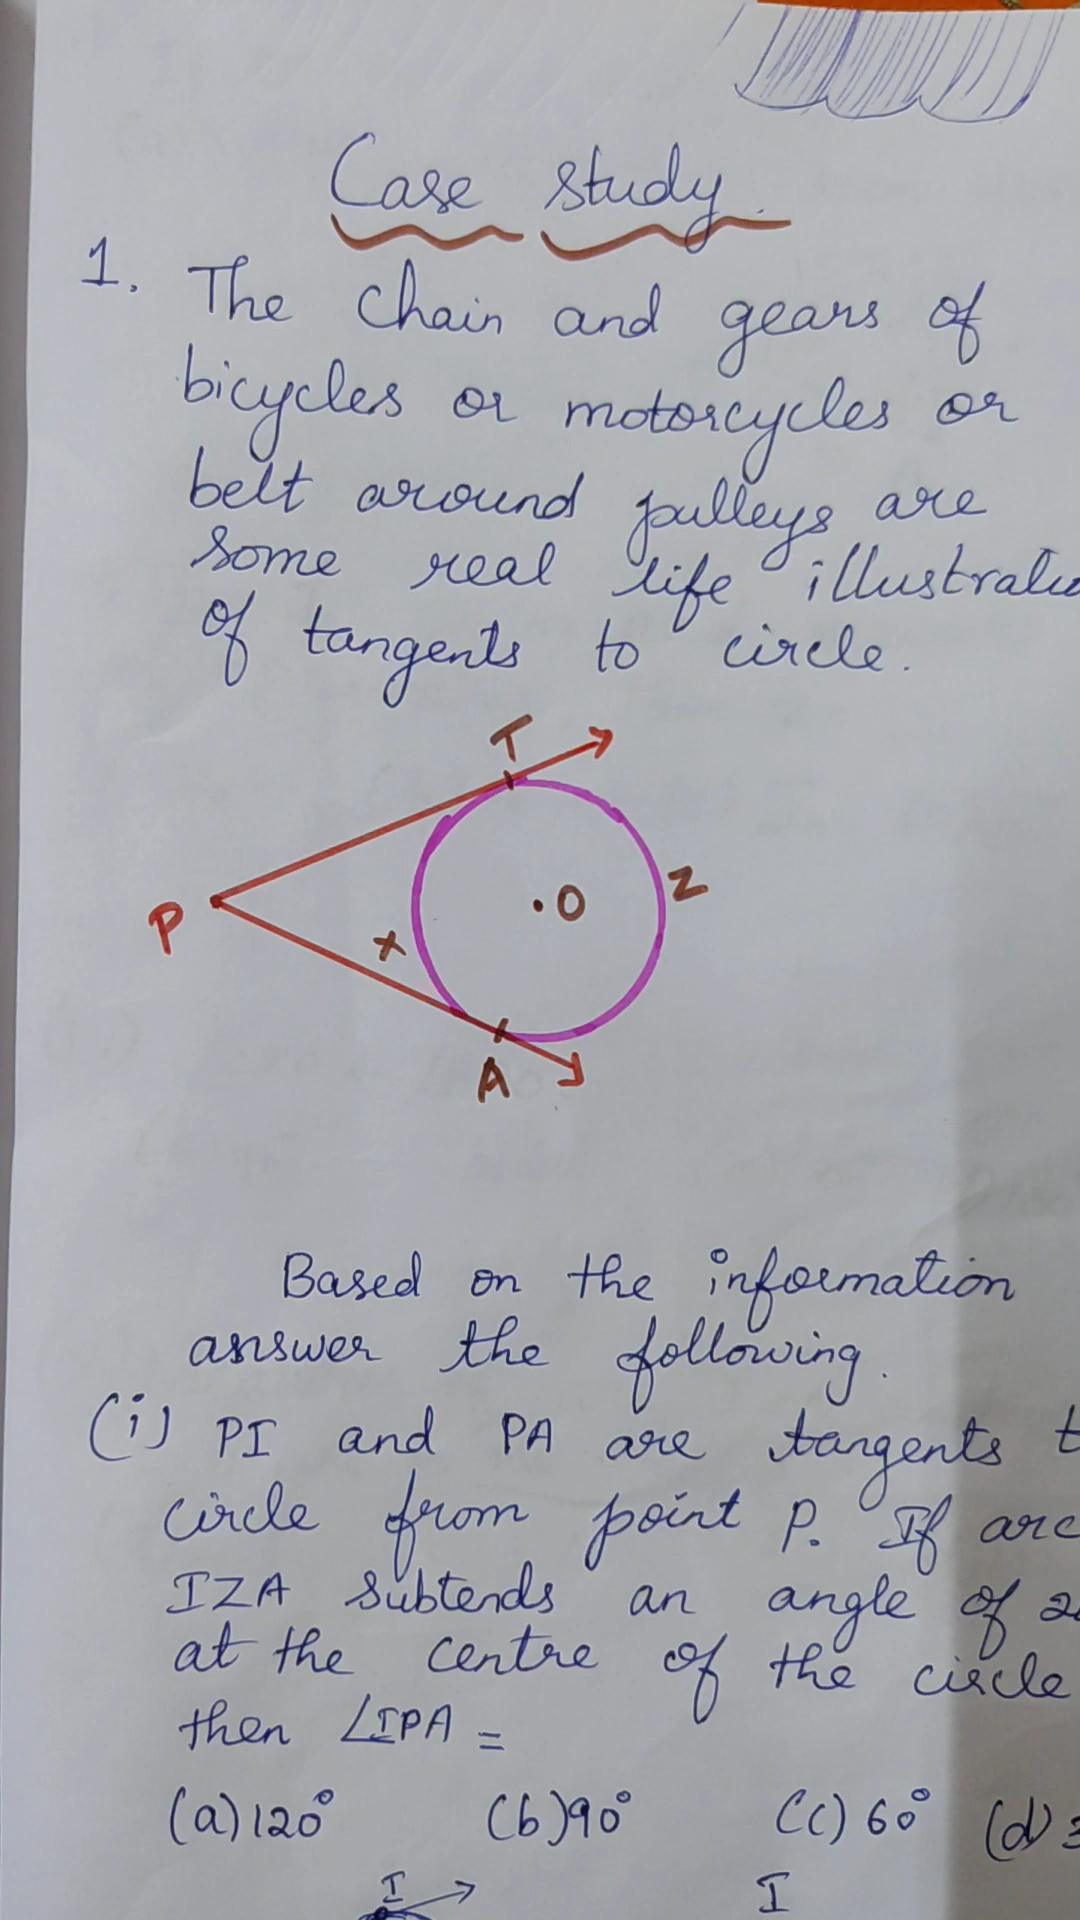 Case study.
1. The chain and gears of
bicycles or motorcycles or
belt around pulleys are
some real life
of tangents to circle.
T
P
X
.O
Z
A
Based on the information
answer the following.
(i) PI and PA are tangents
circle from point P. If arc
IZA subtends an angle of
at the centre of the circle
then ∠IPA =
(a) 120° (b) 90° (c) 60° (d)
I I